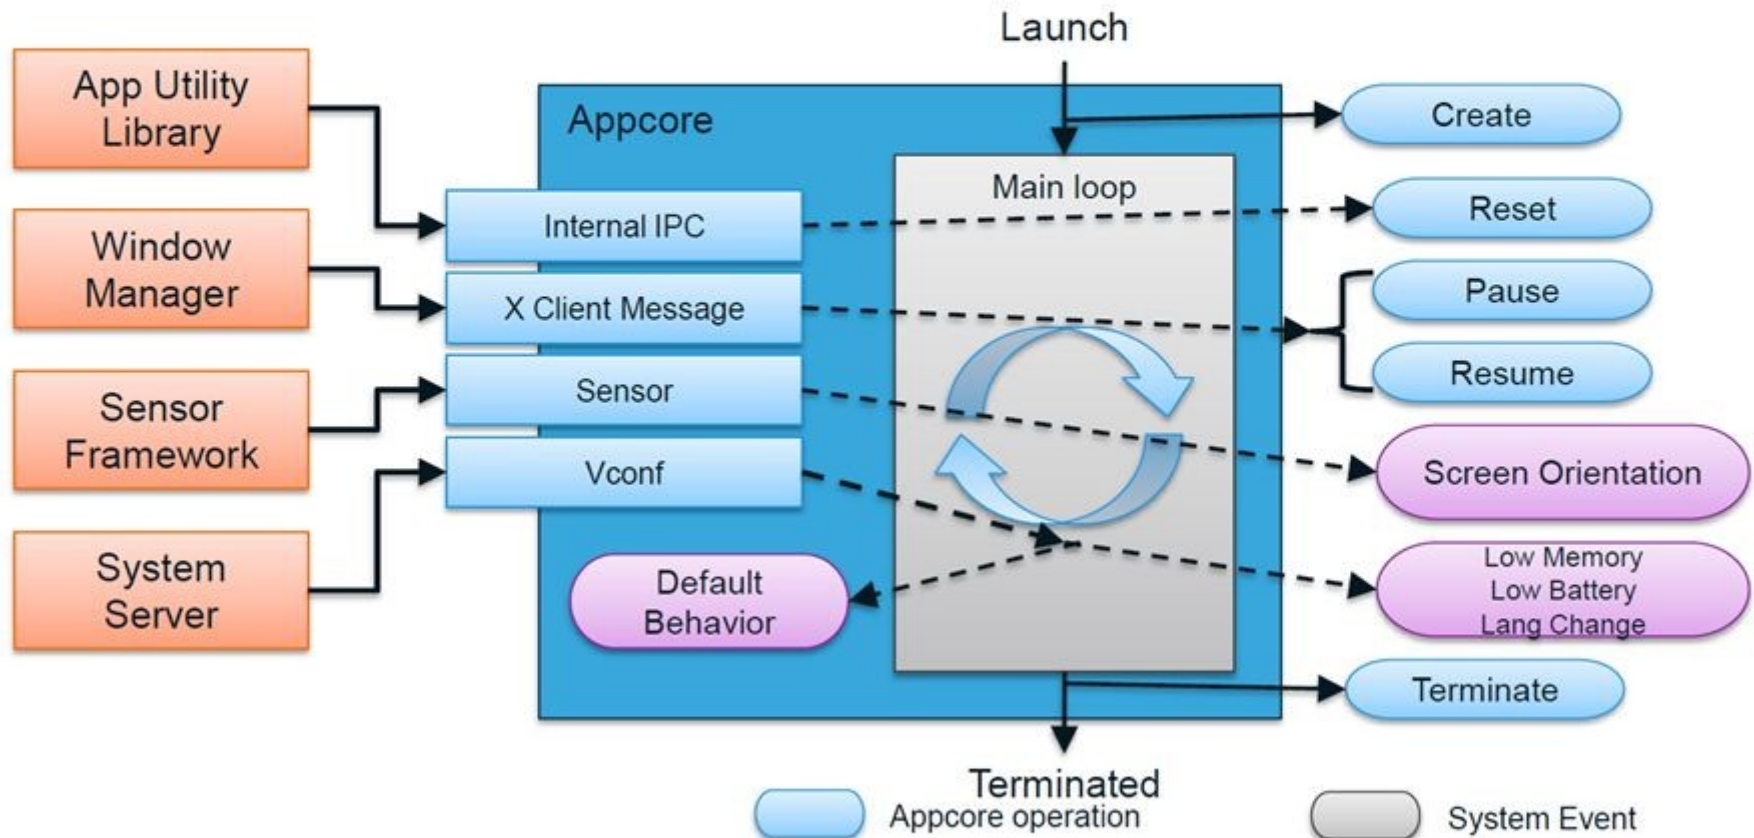 Launch
App Utility
Library
Appcore
Create
Main loop
Reset
Internal IPC
Window
Manager
Pause
X Client Message
Resume
Sensor
Sensor
Framework
Screen Orientation
Vconf
System
Server
Default
Behavior
Low Memory
Low Battery
Lang Change
Terminate
Terminated
Appcore operation
System Event